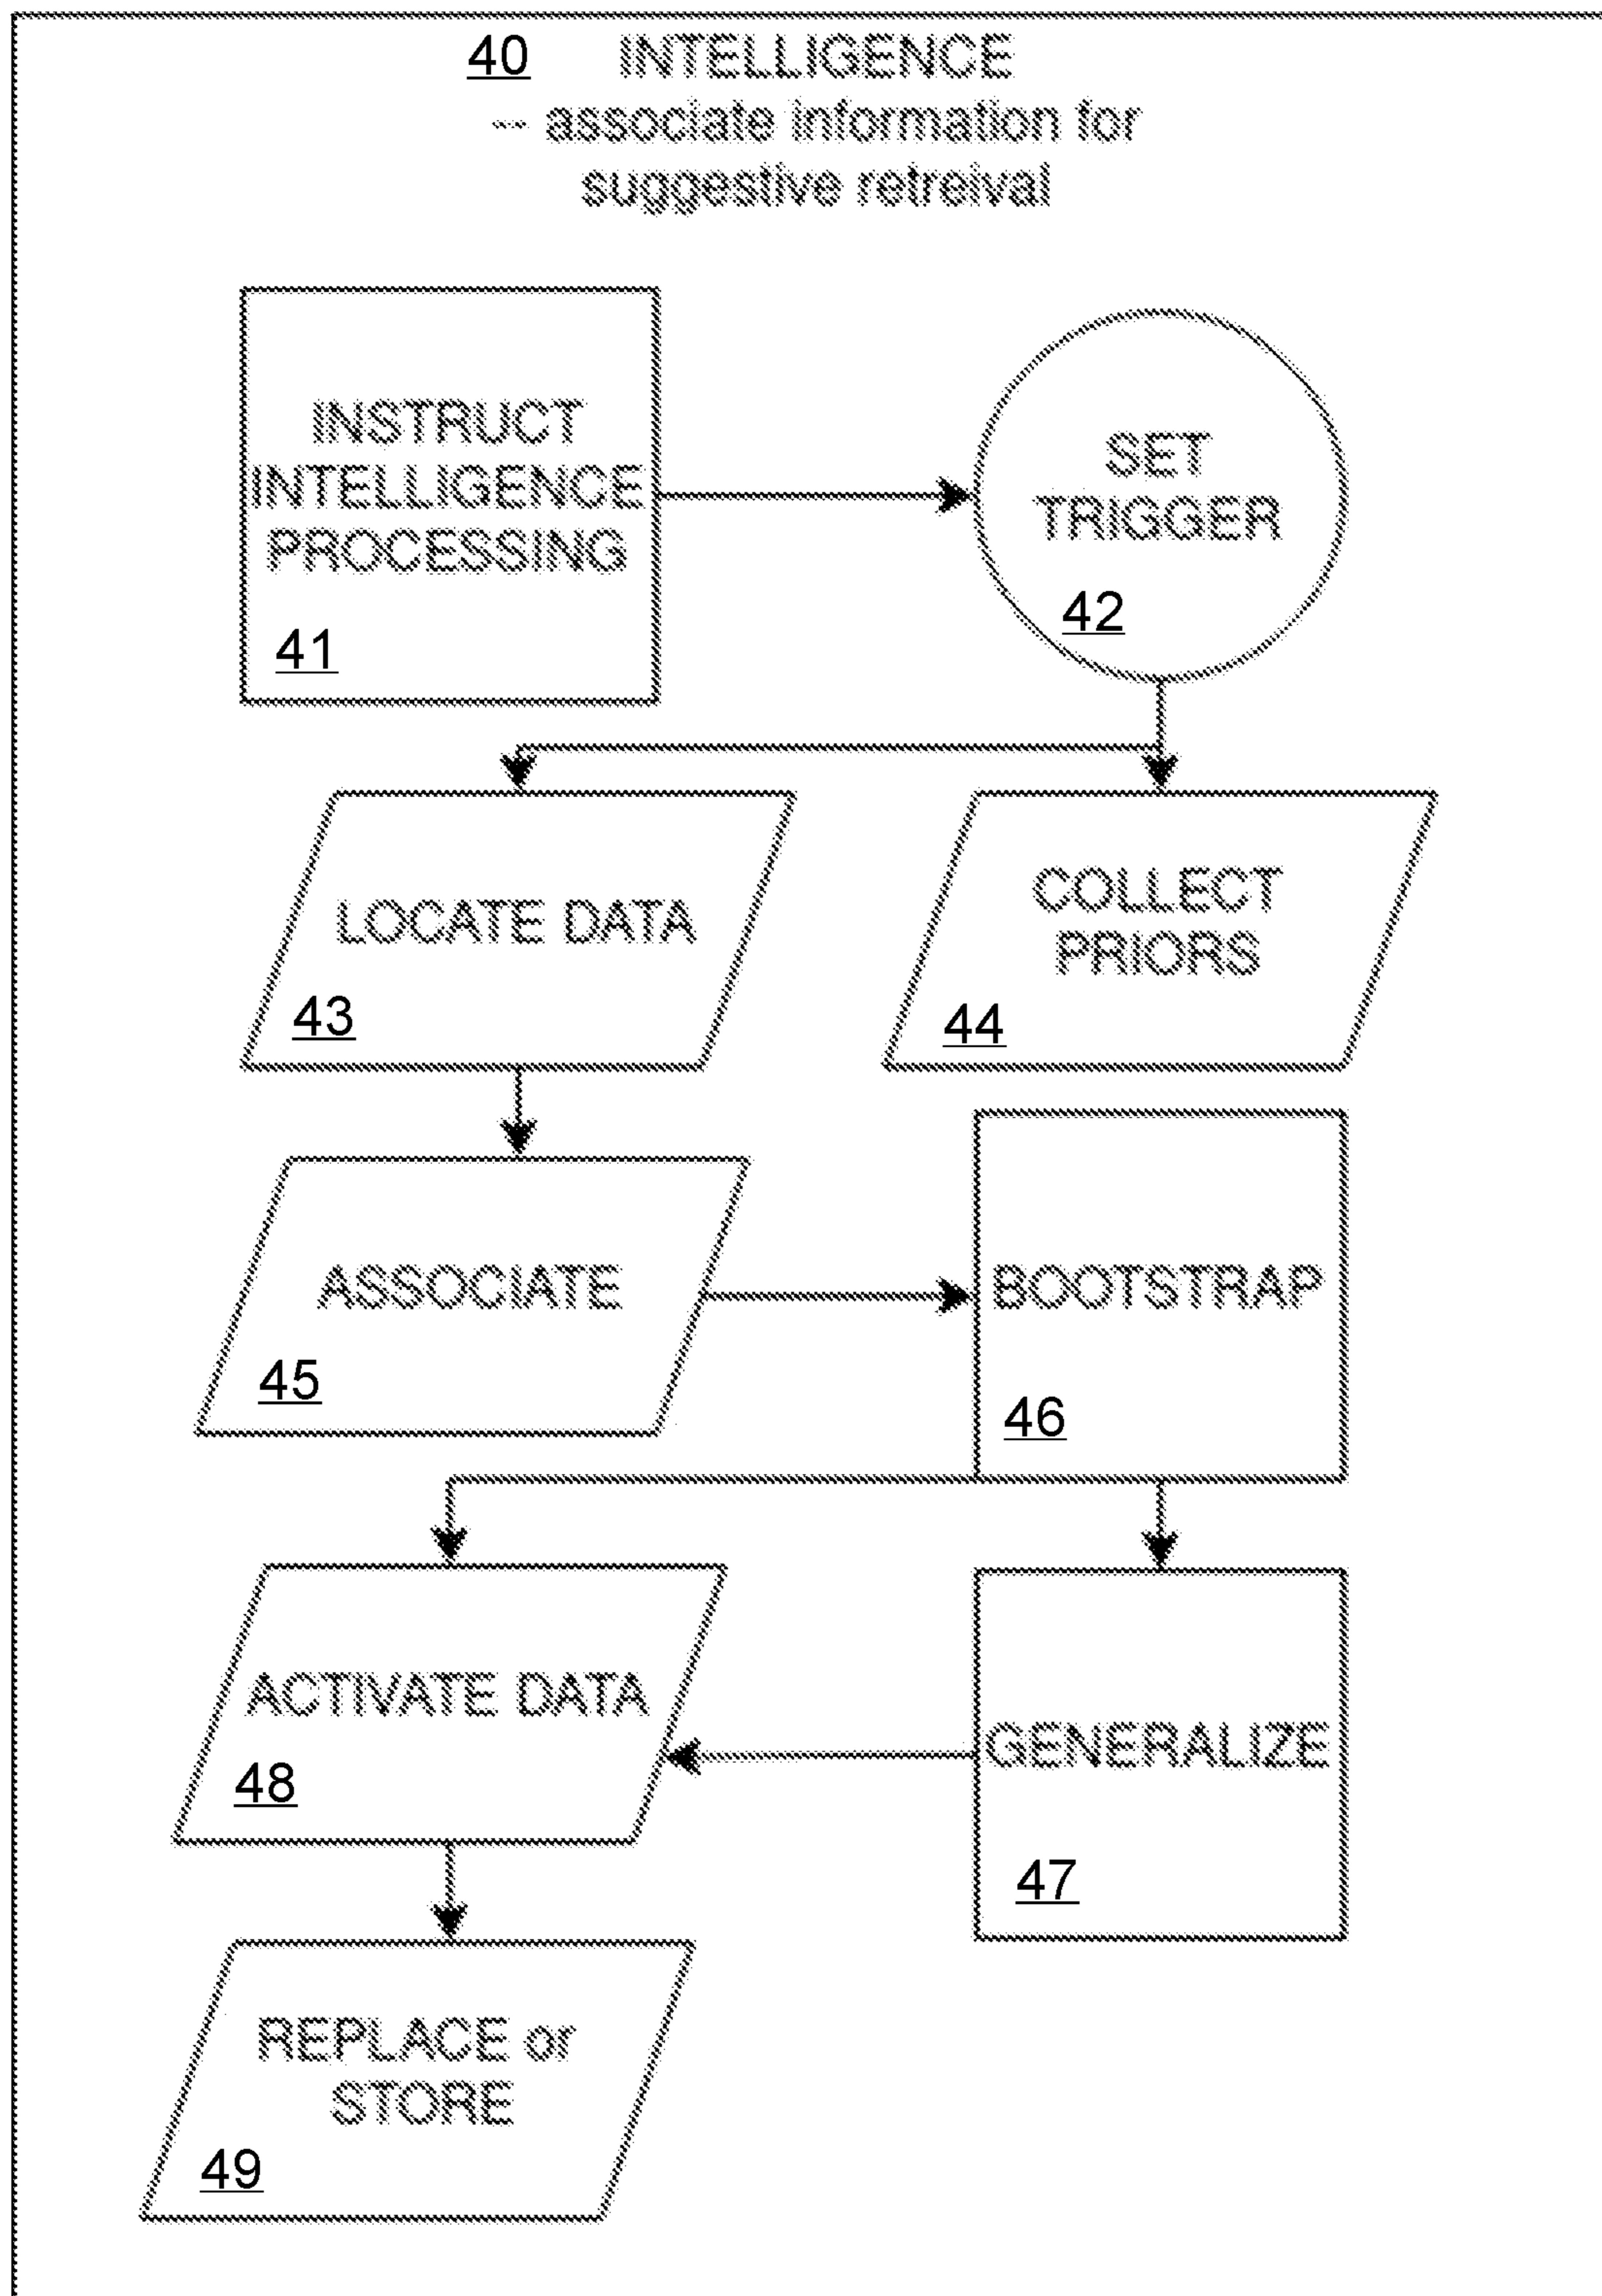 40 INTELLIGENCE
-- associate information for
suggestive retreival
INSTRUCT
INTELLIGENCE
PROCESSING
41
SET
TRIGGER
42
LOCATE DATA
43
COLLECT
PRIORS
44
ASSOCIATE
45
BOOTSTRAP
46
ACTIVATE DATA
48
GENERALIZE
47
REPLACE or
STORE
49